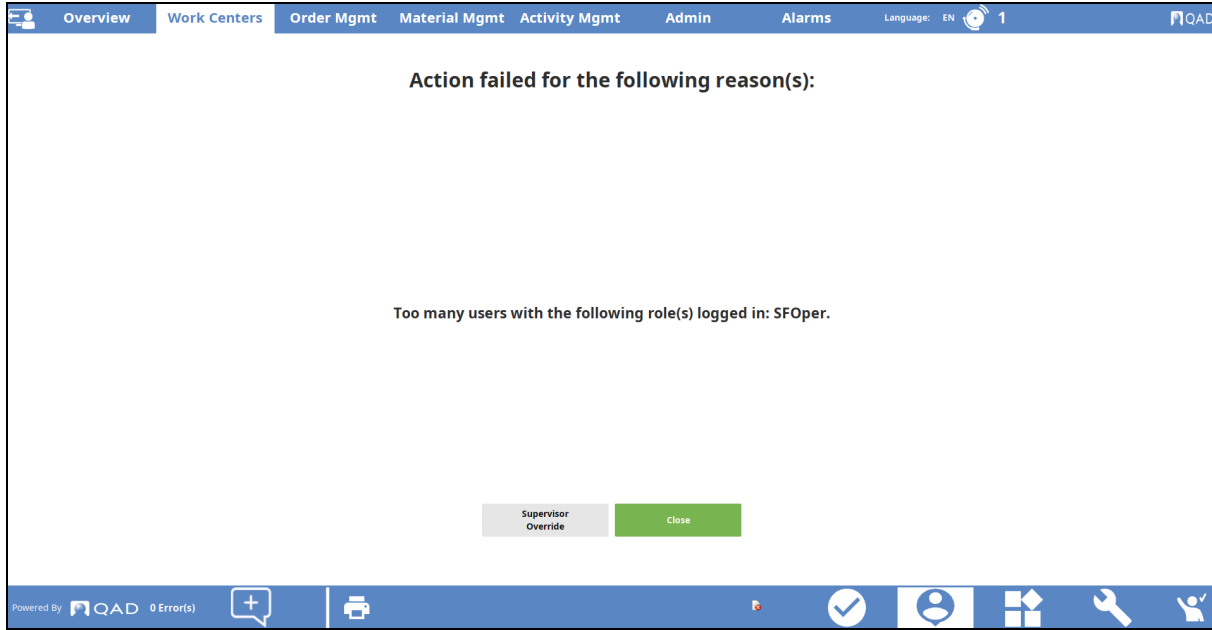 Overview Work Centers Order Mgmt Material Mgmt Activity Mgmt Admin Alarms Language: EN 1 QAD
Action failed for the following reason(s):
Too many users with the following role(s) logged in: SFOper.
Supervisor
Override
Close
Powered By QAD 0 Error(s)